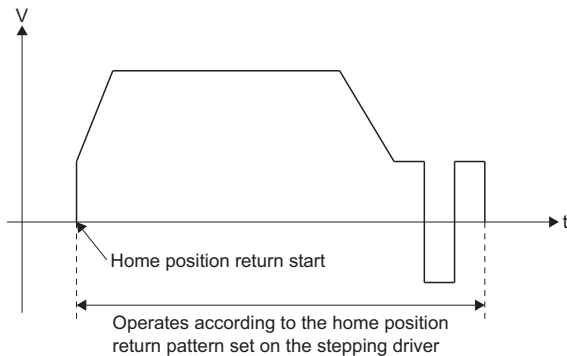 V
t
Home position return start
Operates according to the home position
return pattern set on the stepping driver